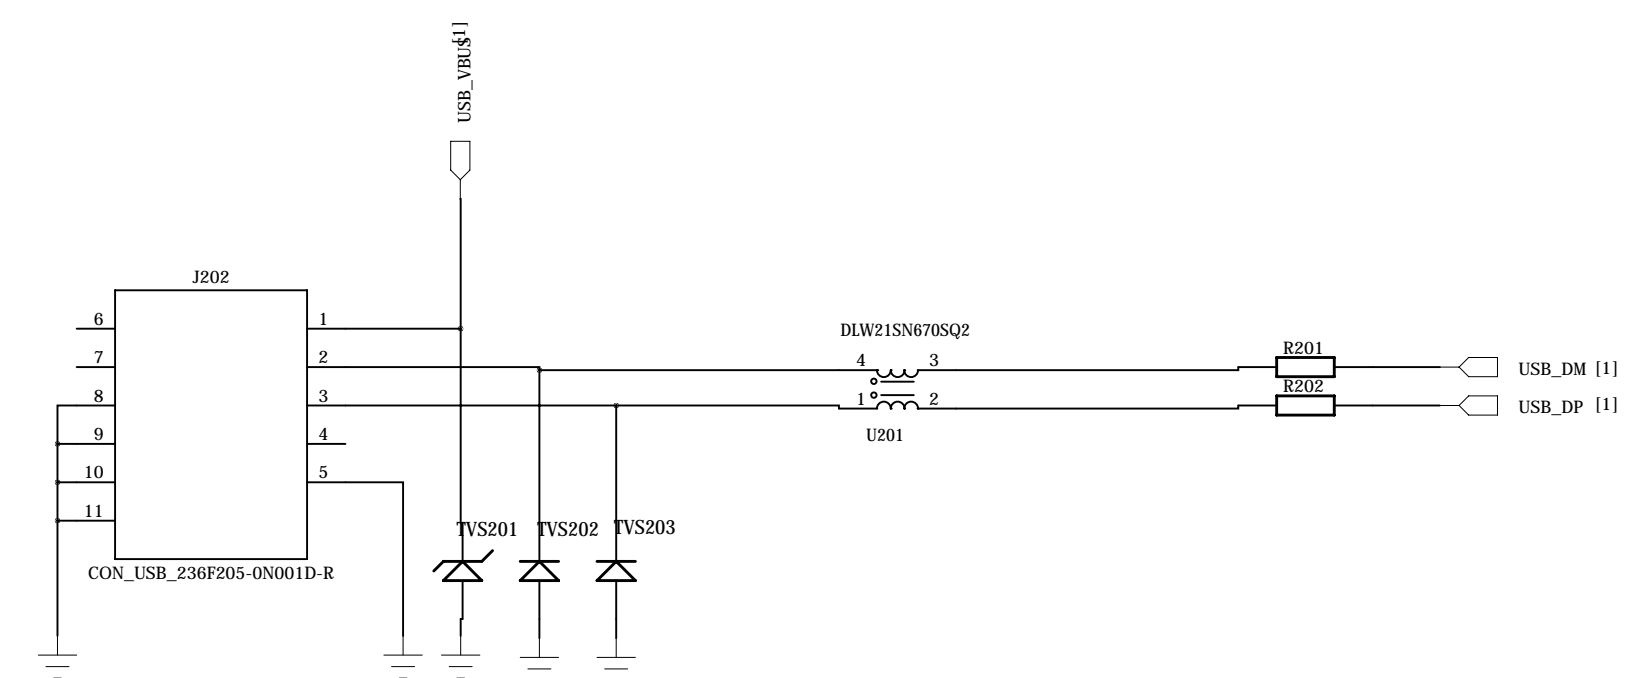 USB_VBUS [1]
J202
6
7
8
9
10
11
1
2
3
4
5
CON_USB_236F205-0N001D-R
TVS201
TVS202
TVS203
DLW21SN670SQ2
4
3
1
2
U201
R201
R202
USB_DM [1]
USB_DP [1]